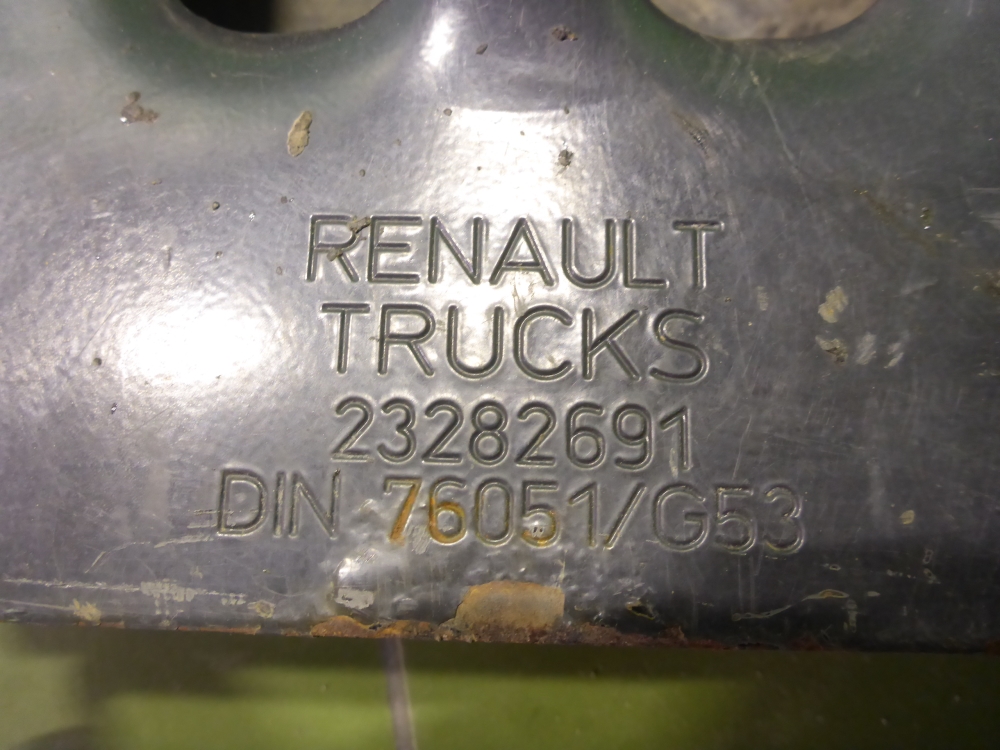 RENAULT
TRUCKS
23282691
DIN 76051/G53